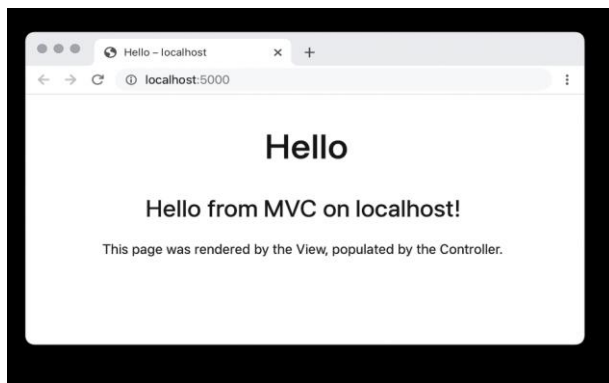 Hello – localhost
localhost:5000
Hello
Hello from MVC on localhost!
This page was rendered by the View, populated by the Controller.